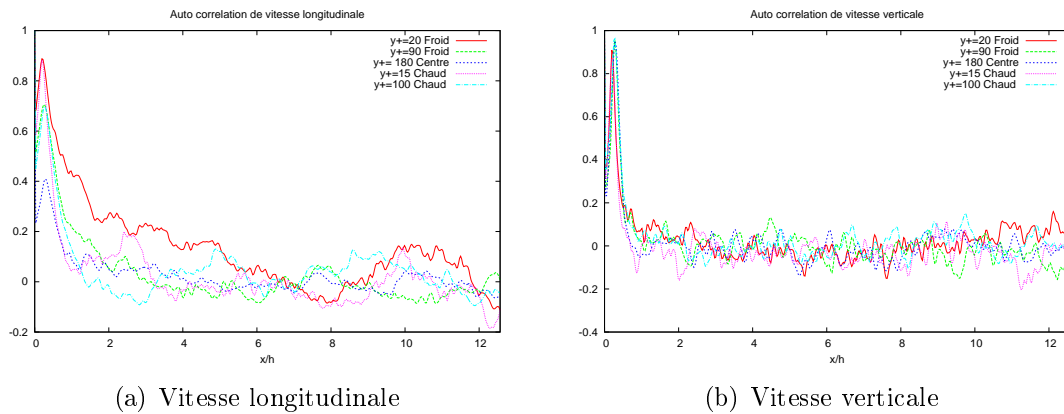 Auto correlation de vitesse longitudinale
1
0.8
0.6
0.4
0.2
0
-0.2
0 2 4 6 8 10 12
x/h
y+=20 Froid
y+=90 Froid
y+= 180 Centre
y+=15 Chaud
y+=100 Chaud
(a) Vitesse longitudinale
Auto correlation de vitesse verticale
1
0.8
0.6
0.4
0.2
0
-0.2
-0.4
0 2 4 6 8 10 12
x/h
y+=20 Froid
y+=90 Froid
y+= 180 Centre
y+=15 Chaud
y+=100 Chaud
(b) Vitesse verticale